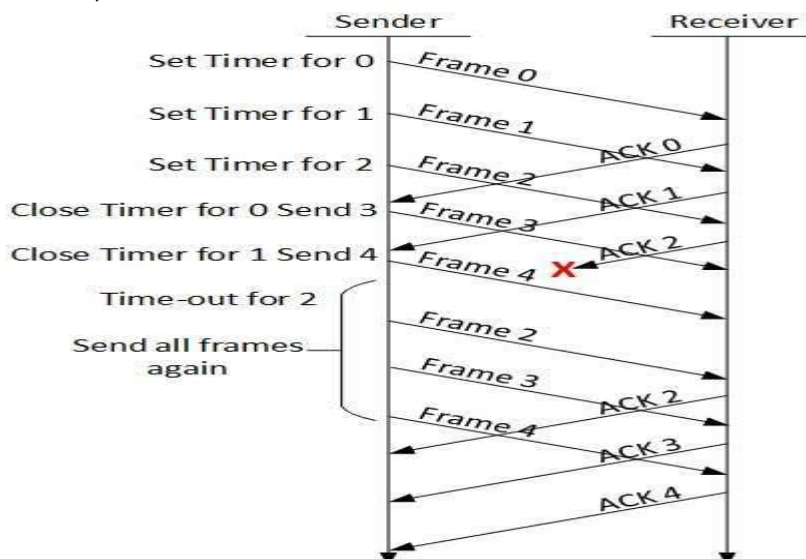 Sender
Receiver
Set Timer for 0
Frame 0
Set Timer for 1
Frame 1
ACK 0
Set Timer for 2
Frame 2
ACK 1
Close Timer for 0 Send 3
Frame 3
ACK 2
Close Timer for 1 Send 4
X
Frame 4
Time-out for 2
Frame 2
Send all frames
again
Frame 3
ACK 2
Frame 4
ACK 3
ACK 4